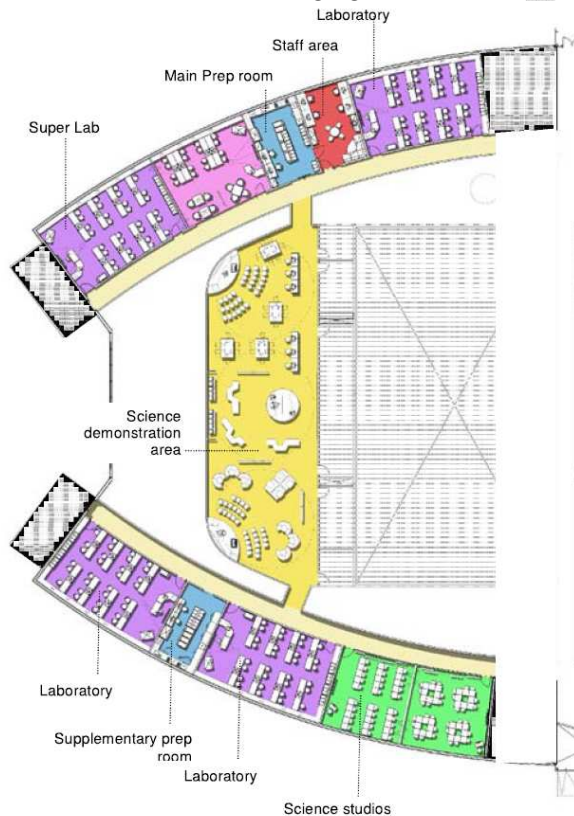 Laboratory
Staff area
Main Prep room
Super Lab
Science
demonstration
area
Laboratory
Supplementary prep
room
Laboratory
Science studios